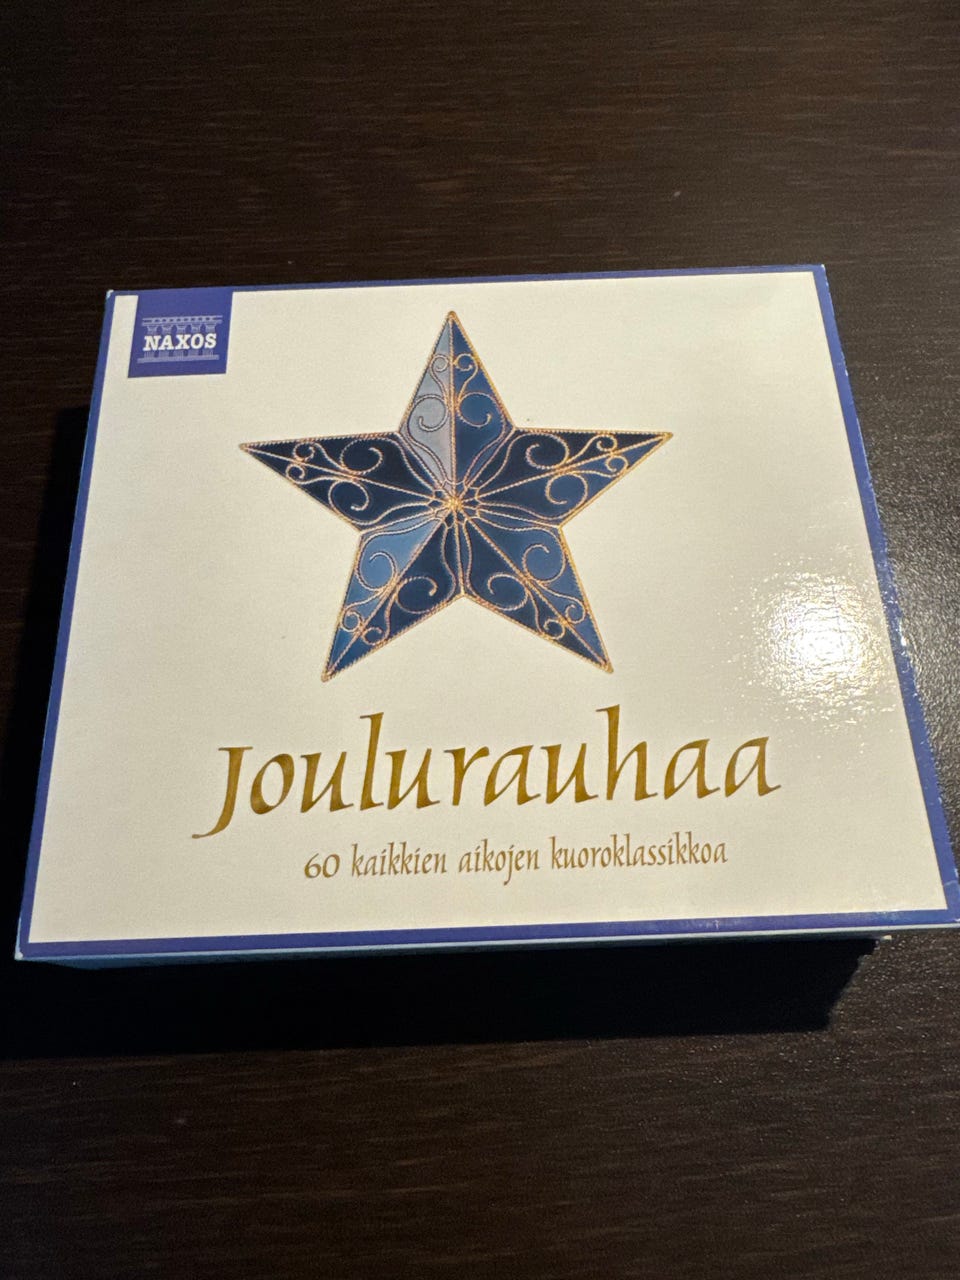 NAXOS
Joulurauhaa
60 kaikkien aikojen kuoroklassikkoa